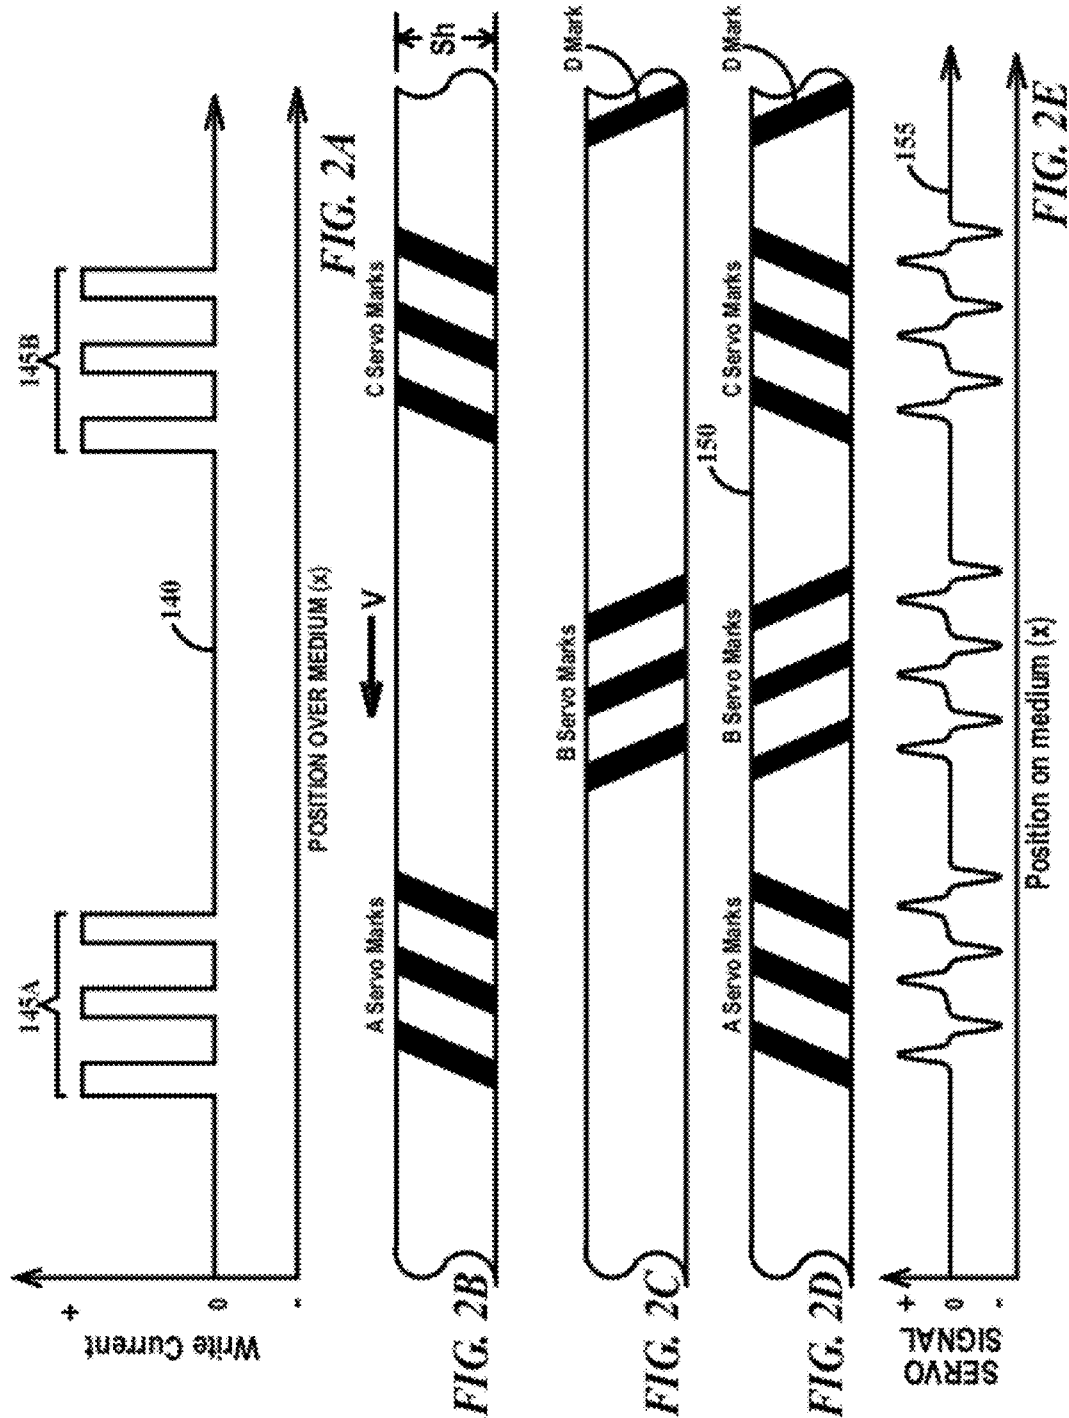 145A
145B
+
0
-
Write Current
140
POSITION OVER MEDIUM (x)
FIG. 2A
V
A Servo Marks
C Servo Marks
Sh
FIG. 2B
B Servo Marks
D Mark
FIG. 2C
150
A Servo Marks
B Servo Marks
C Servo Marks
D Mark
FIG. 2D
155
+
0
-
SERVO
SIGNAL
Position on medium (x)
FIG. 2E